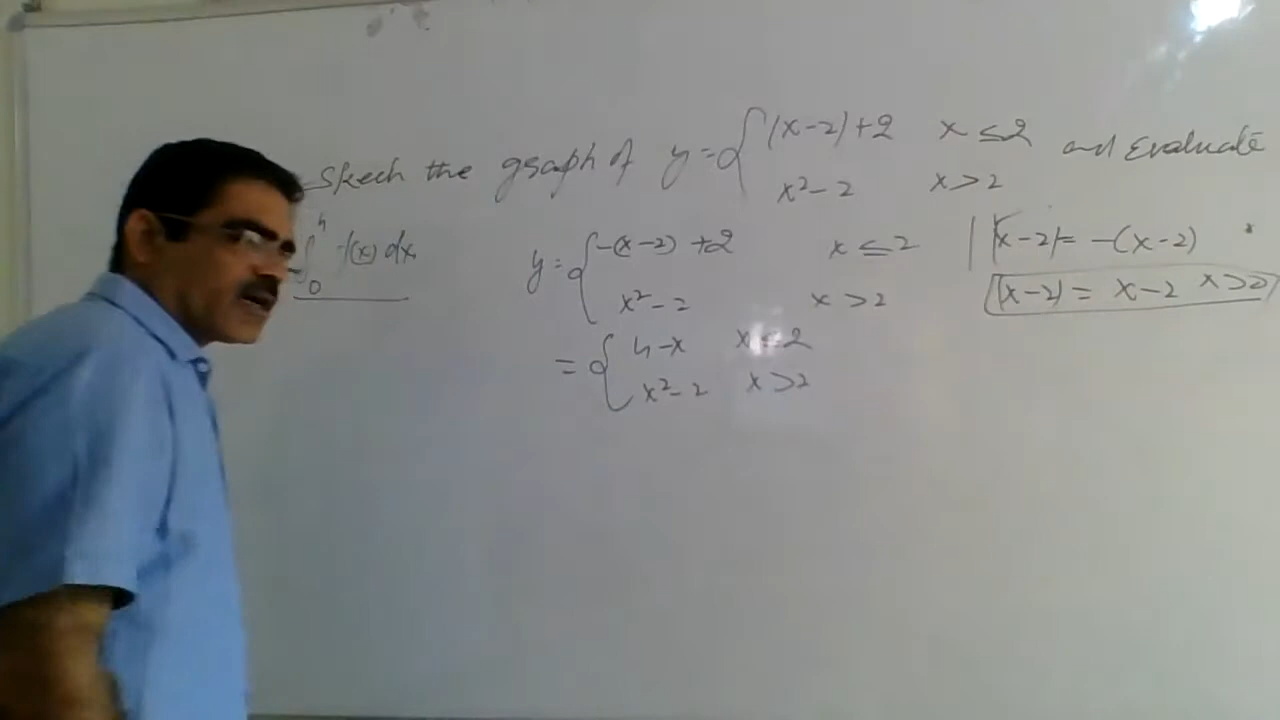 Skech the graph of y = { |x-2|+2 x ≤ 2 and Evaluate
x²-2 x > 2
∫₀⁴ f(x) dx
y = { -(x-2) +2 x ≤ 2 |x-2| = -(x-2)
x²-2 x > 2 |x-2| = x-2 x>2
= { 4-x x ≤ 2
x²-2 x > 2